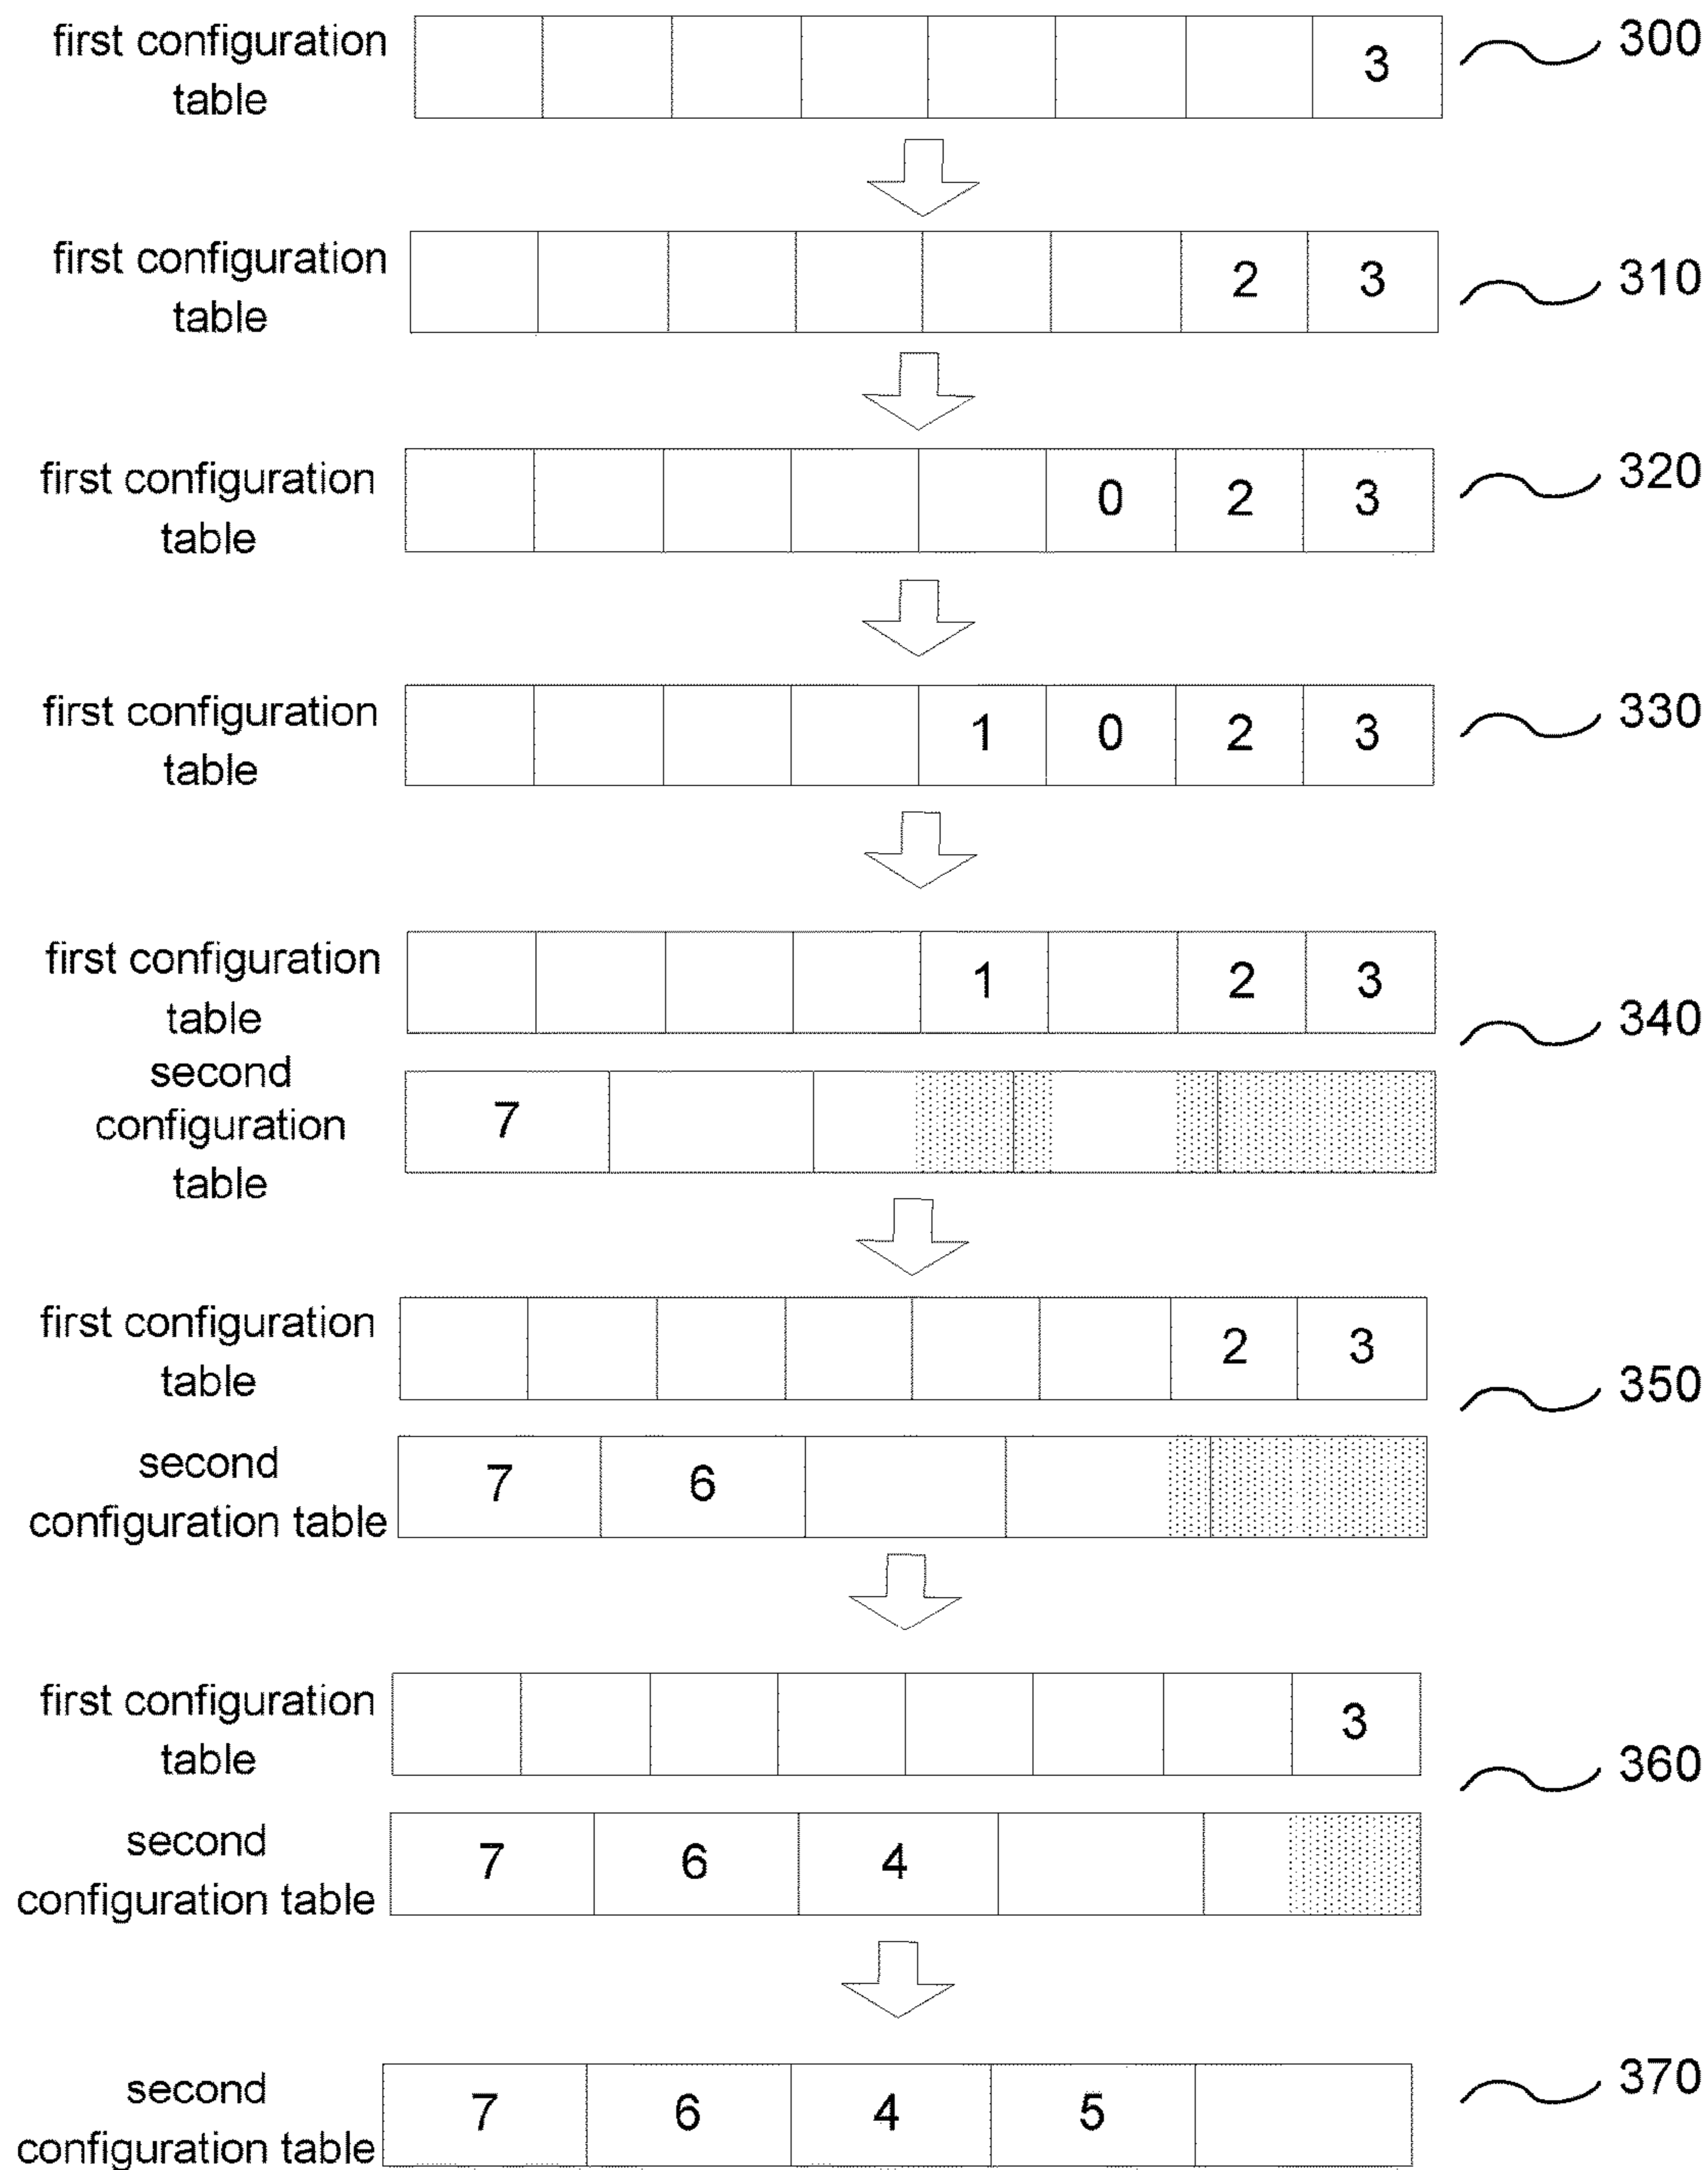 first configuration
table
3
300
first configuration
table
2 3
310
first configuration
table
0 2 3
320
first configuration
table
1 0 2 3
330
first configuration
table
1 2 3
340
second
configuration
table
7
first configuration
table
2 3
350
second
configuration table
7 6
first configuration
table
3
360
second
configuration table
7 6 4
second
configuration table
7 6 4 5
370